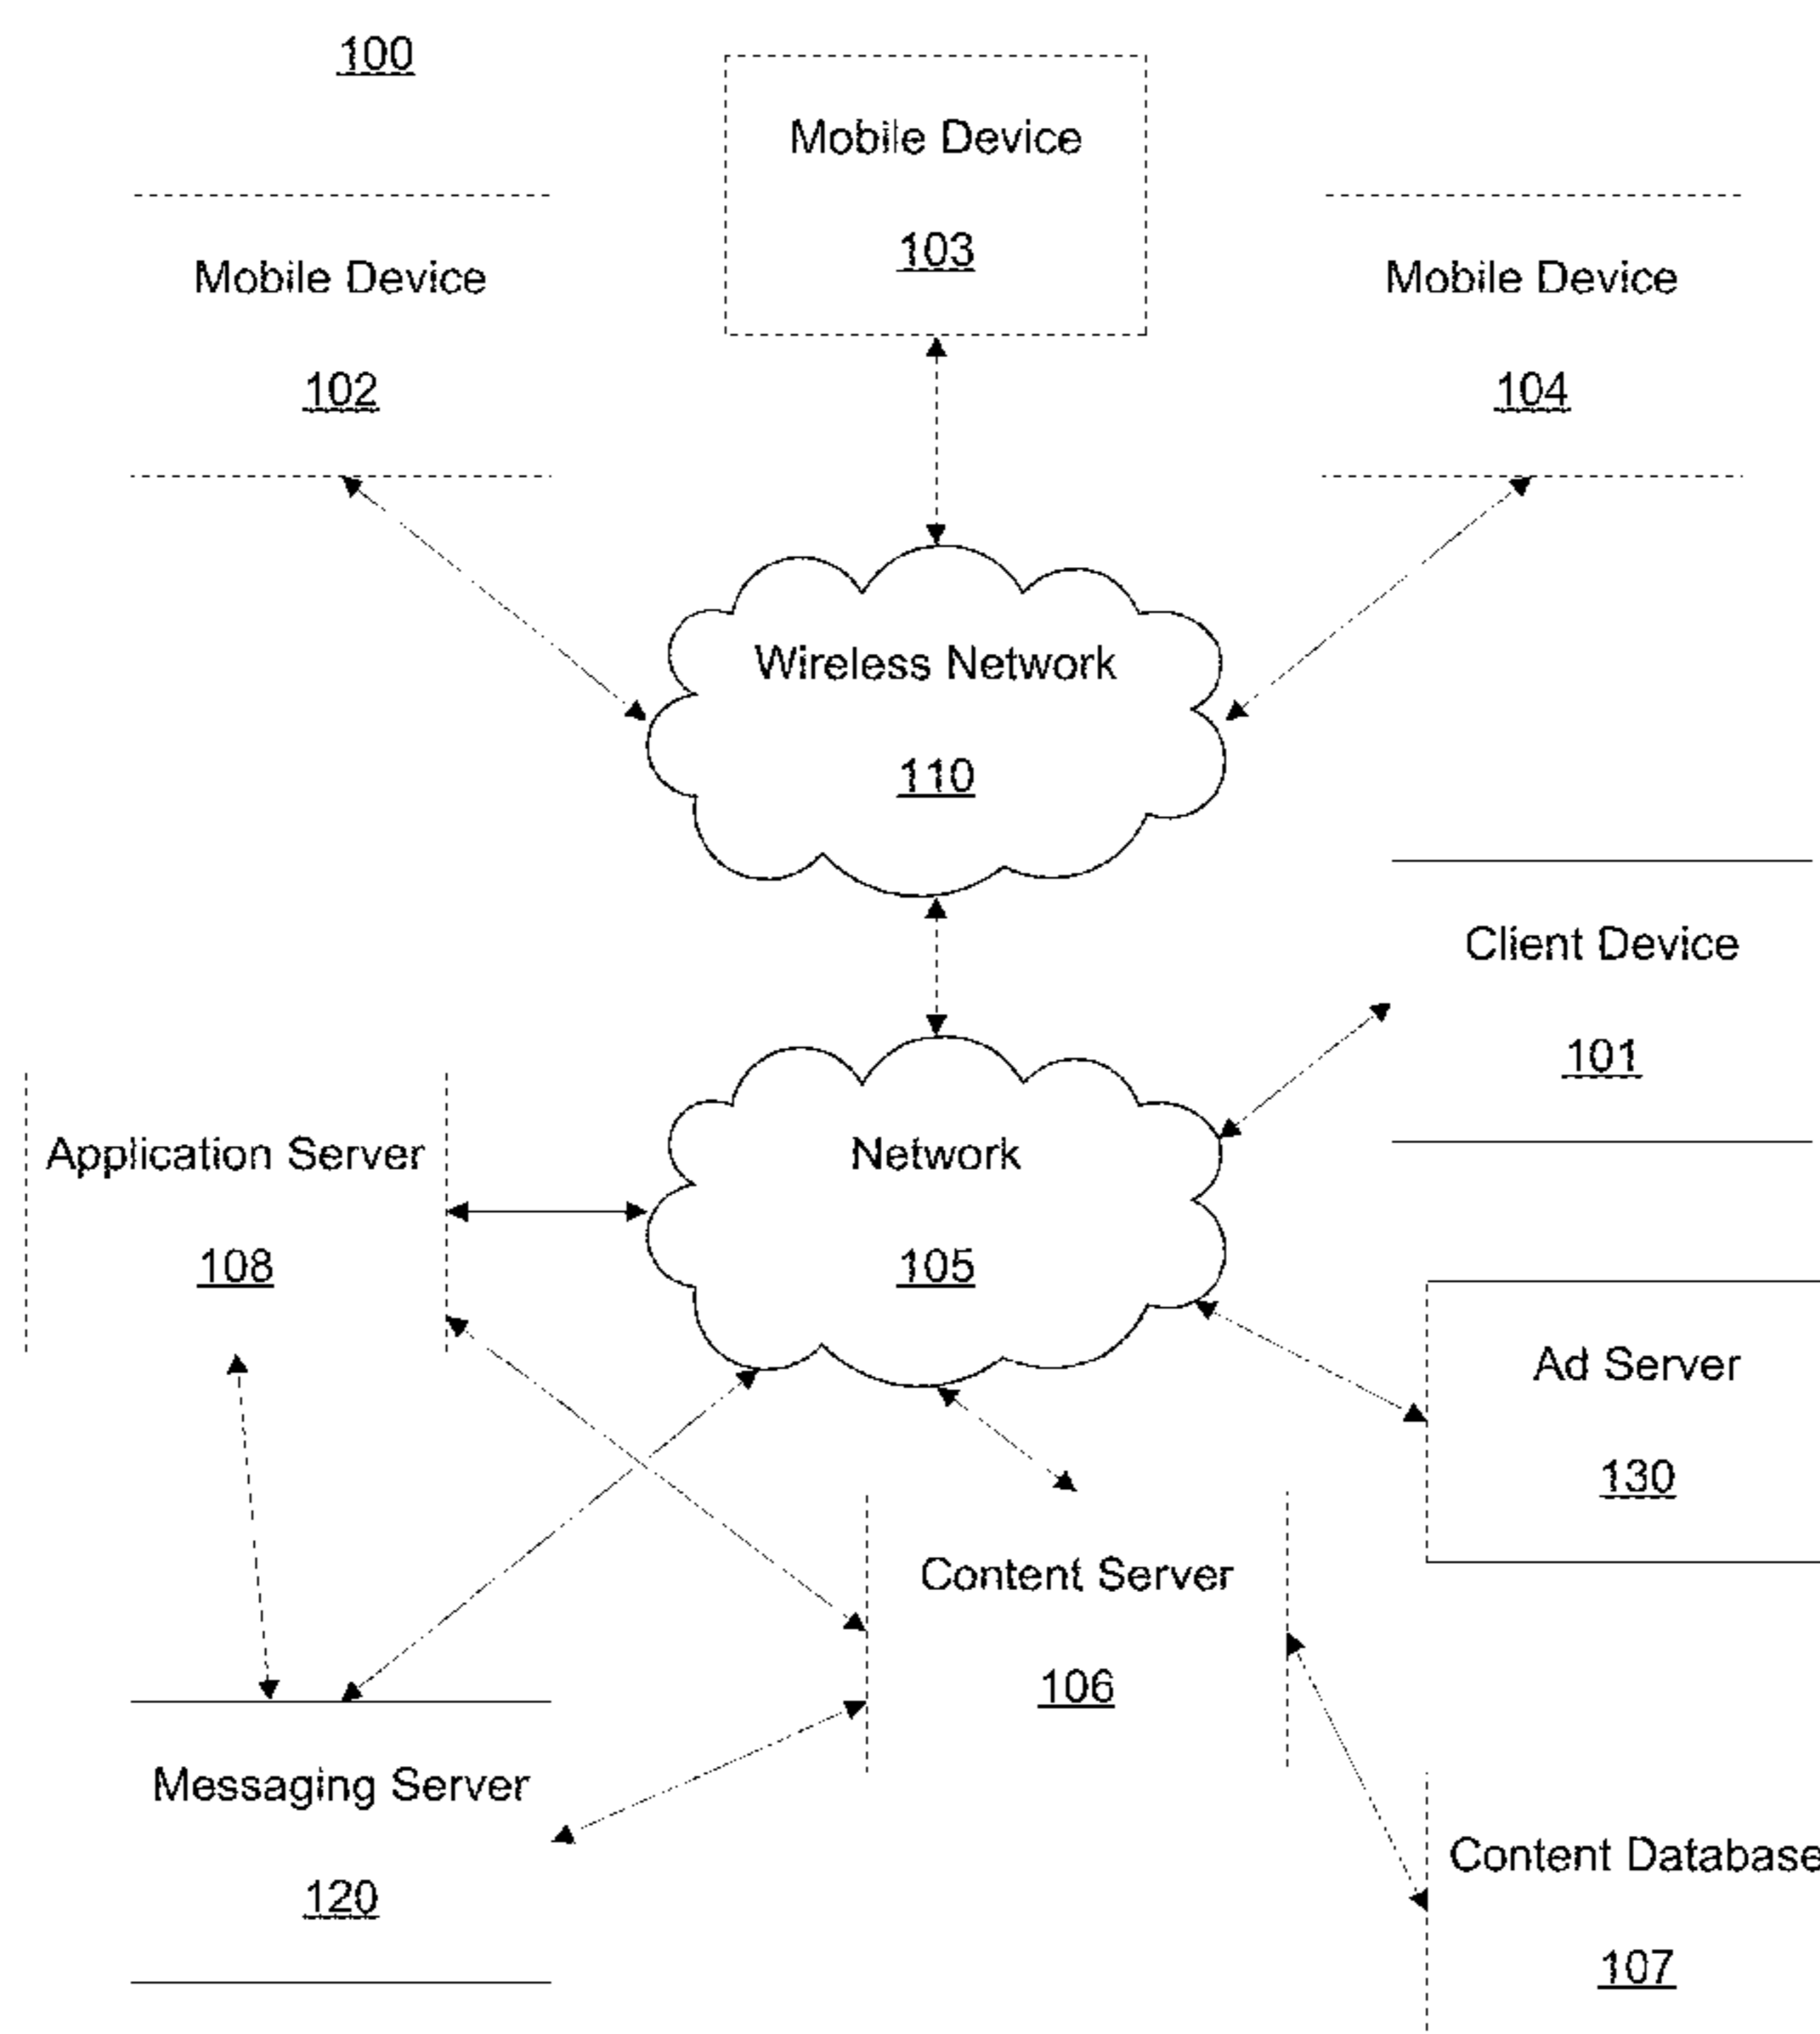 100
Mobile Device
103
Mobile Device
102
Mobile Device
104
Wireless Network
110
Client Device
101
Application Server
108
Network
105
Ad Server
130
Content Server
106
Messaging Server
120
Content Database
107